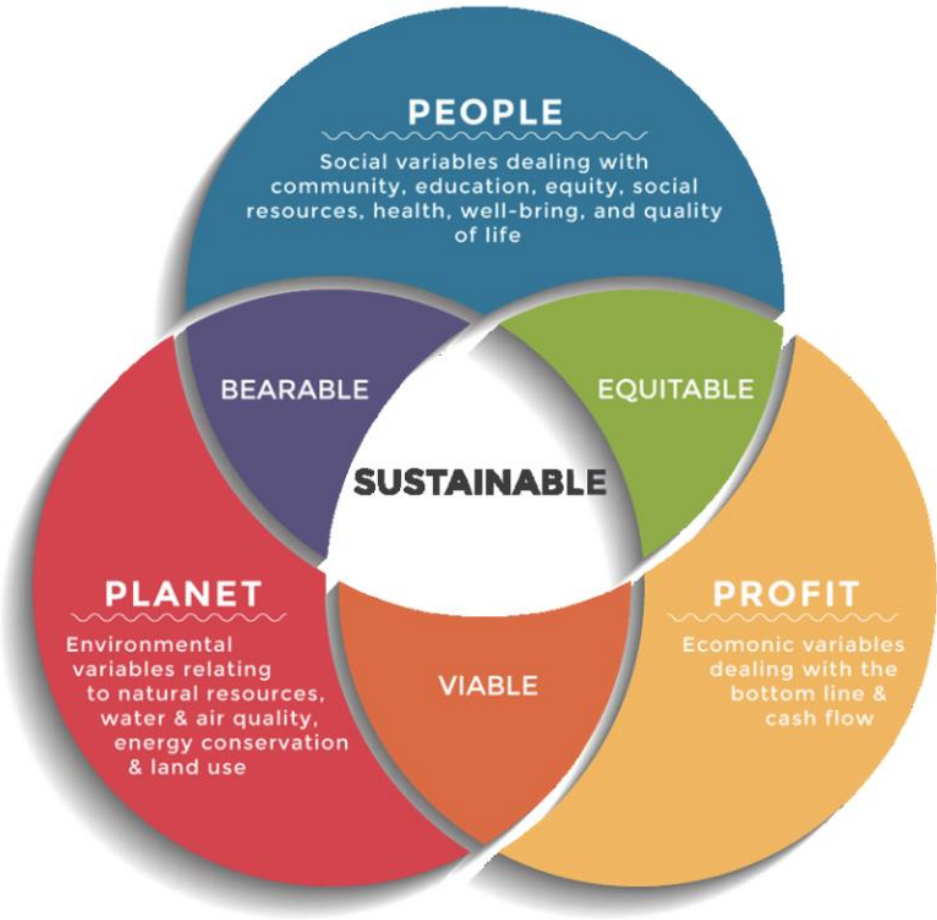 PEOPLE
Social variables dealing with
community, education, equity, social
resources, health, well-bring, and quality
of life
BEARABLE
EQUITABLE
SUSTAINABLE
PLANET
Environmental
variables relating
to natural resources,
water & air quality,
energy conservation
& land use
PROFIT
Ecomonic variables
dealing with the
bottom line &
cash flow
VIABLE